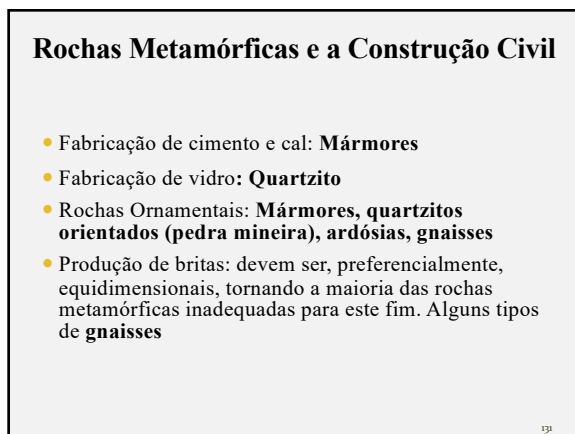 Rochas Metamórficas e a Construção Civil
• Fabricação de cimento e cal: Mármores
• Fabricação de vidro: Quartzito
• Rochas Ornamentais: Mármores, quartzitos
orientados (pedra mineira), ardósias, gnaisses
• Produção de britas: devem ser, preferencialmente,
equidimensionais, tornando a maioria das rochas
metamórficas inadequadas para este fim. Alguns tipos
de gnaisses
131